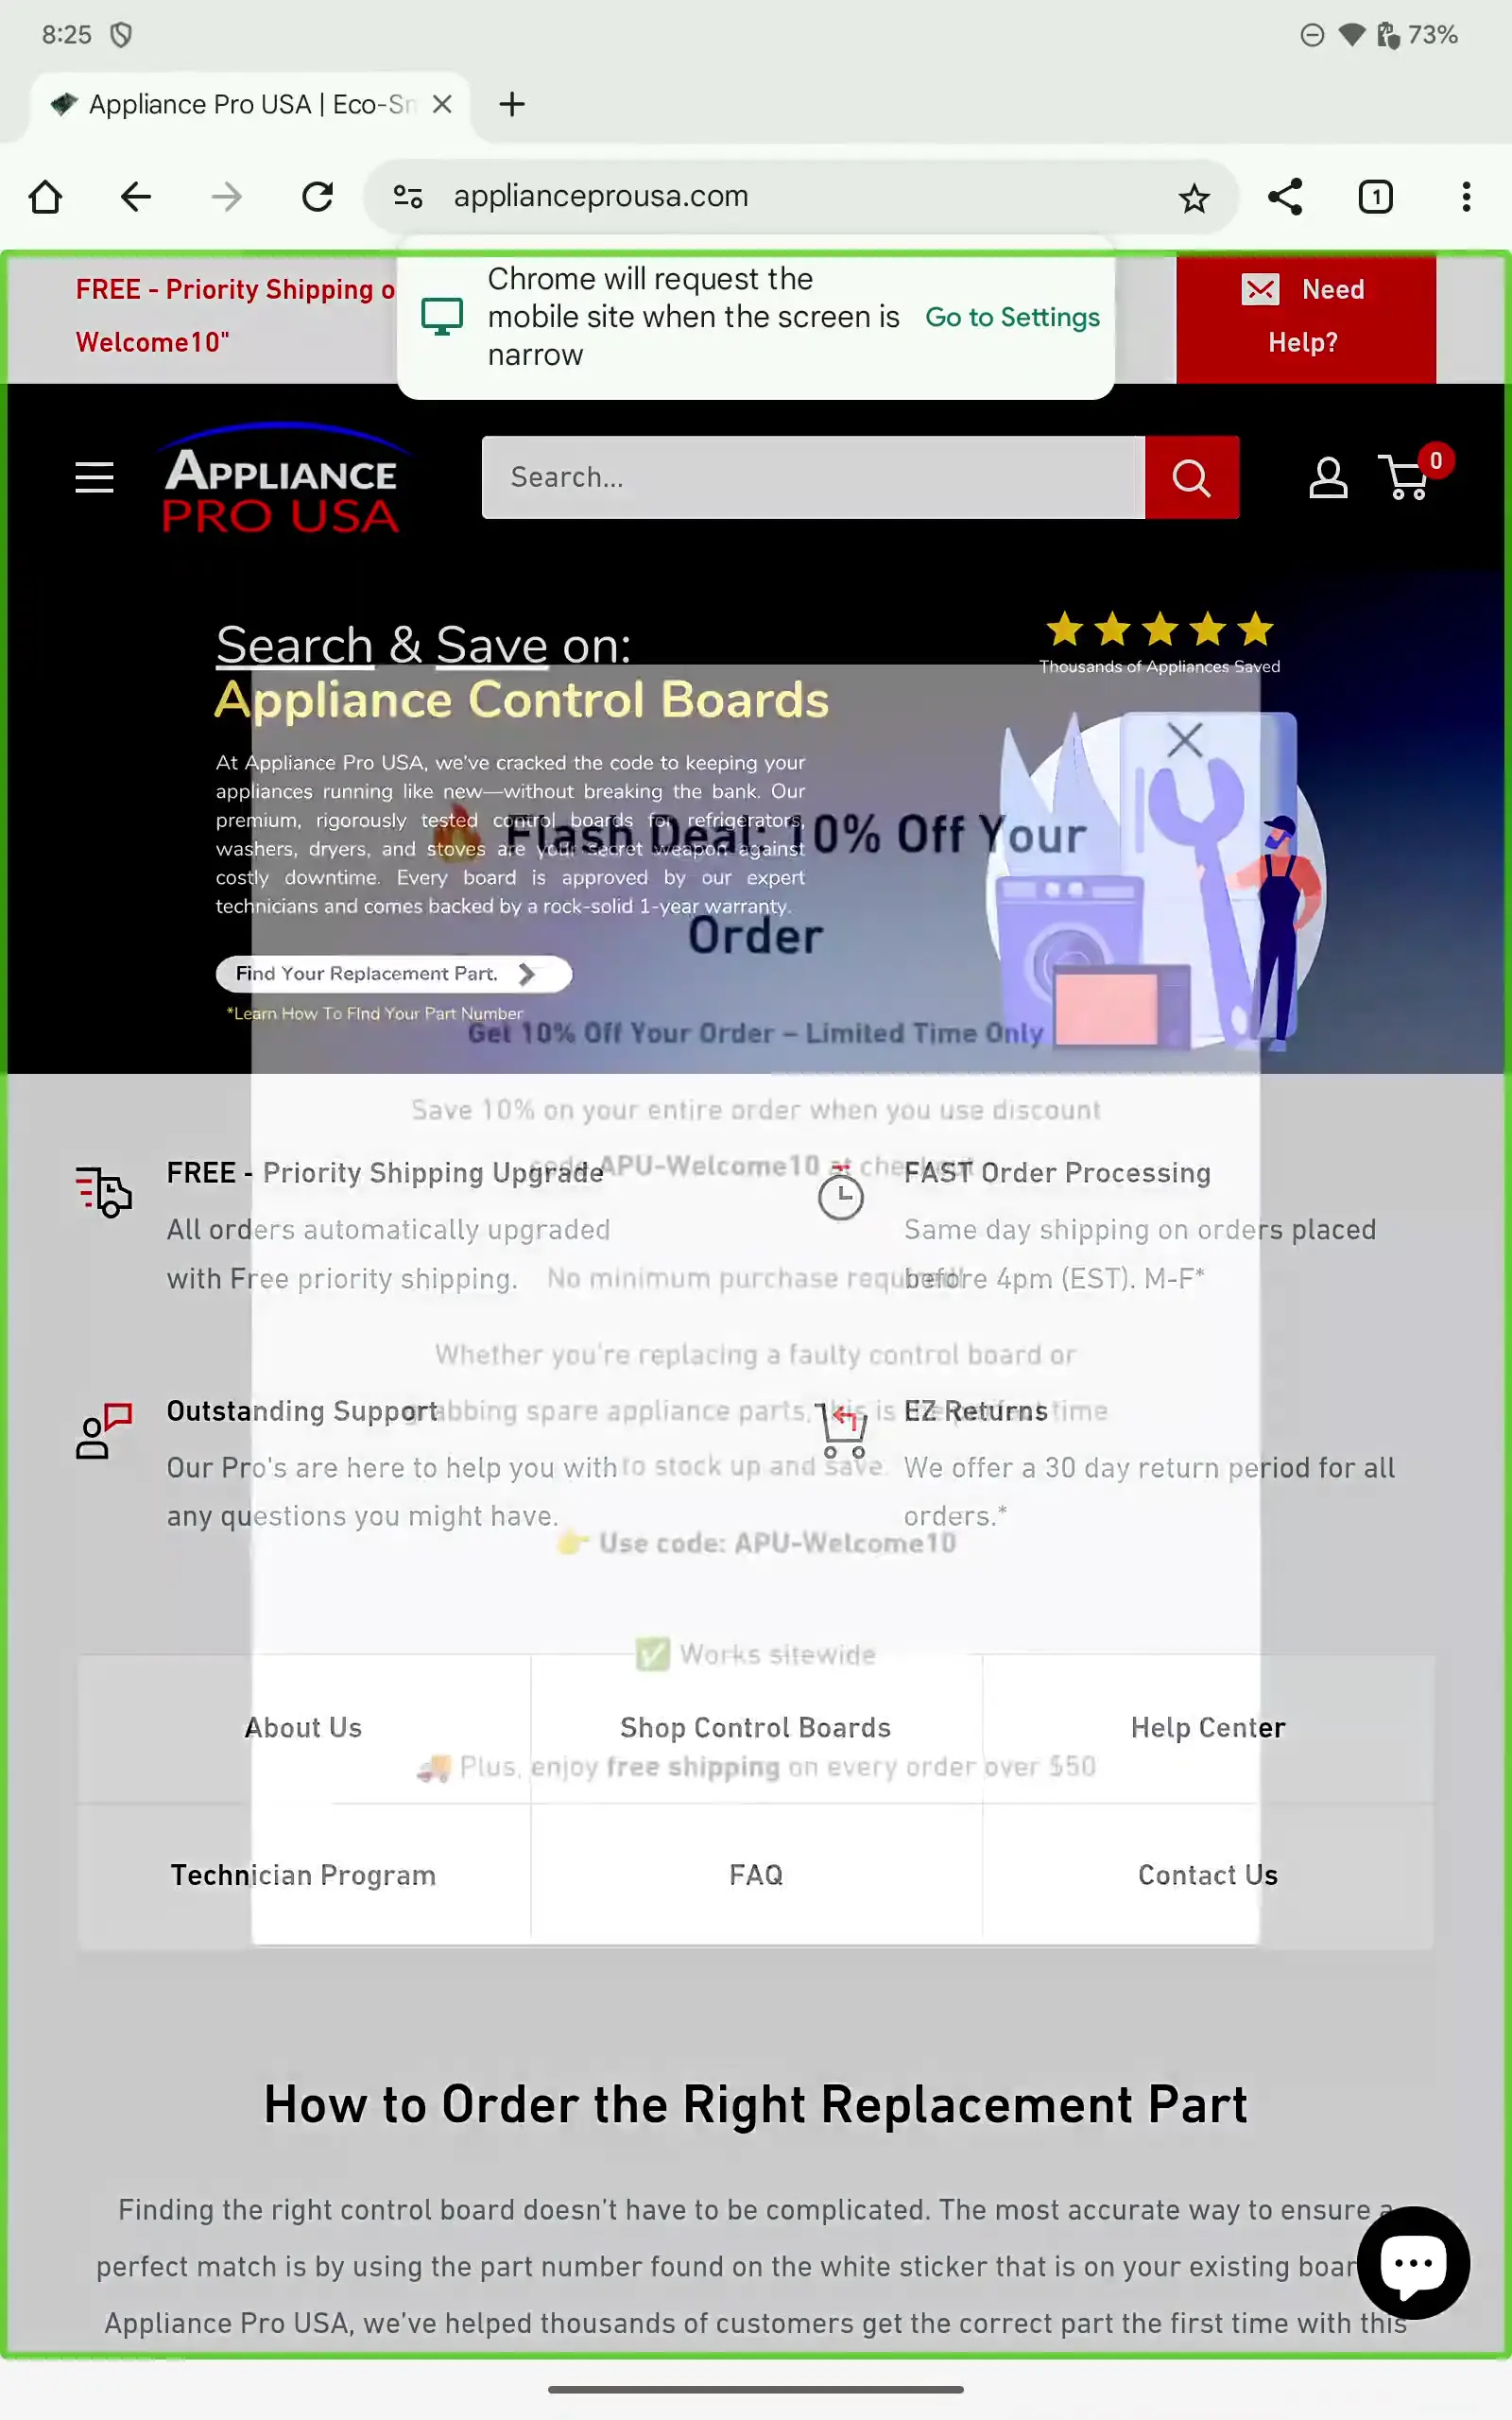 8:25
73%
Appliance Pro USA | Eco-Sm
applianceprousa.com
1
FREE - Priority Shipping o
Welcome10"
Chrome will request the
mobile site when the screen is
narrow
Go to Settings
Need
Help?
APPLIANCE
PRO USA
Search...
0
Search & Save on:
Appliance Control Boards
Thousands of Appliances Saved
At Appliance Pro USA, we've cracked the code to keeping your
appliances running like new—without breaking the bank. Our
premium, rigorously tested control boards for refrigerators,
washers, dryers, and stoves are your secret weapon against
costly downtime. Every board is approved by our expert
technicians and comes backed by a rock-solid 1-year warranty.
Find Your Replacement Part.
*Learn How To FInd Your Part Number
🔥 Flash Deal: 10% Off Your
Order
Get 10% Off Your Order – Limited Time Only
Save 10% on your entire order when you use discount
code APU-Welcome10 at checkout
No minimum purchase required
Whether you're replacing a faulty control board or
grabbing spare appliance parts, this is time
to stock up and save.
👉 Use code: APU-Welcome10
✅ Works sitewide
🚚 Plus, enjoy free shipping on every order over $50
FREE - Priority Shipping Upgrade
All orders automatically upgraded
with Free priority shipping.
FAST Order Processing
Same day shipping on orders placed
before 4pm (EST). M-F*
Outstanding Support
Our Pro's are here to help you with
any questions you might have.
EZ Returns
We offer a 30 day return period for all
orders.*
About Us
Shop Control Boards
Help Center
Technician Program
FAQ
Contact Us
How to Order the Right Replacement Part
Finding the right control board doesn't have to be complicated. The most accurate way to ensure a
perfect match is by using the part number found on the white sticker that is on your existing boar
Appliance Pro USA, we've helped thousands of customers get the correct part the first time with this